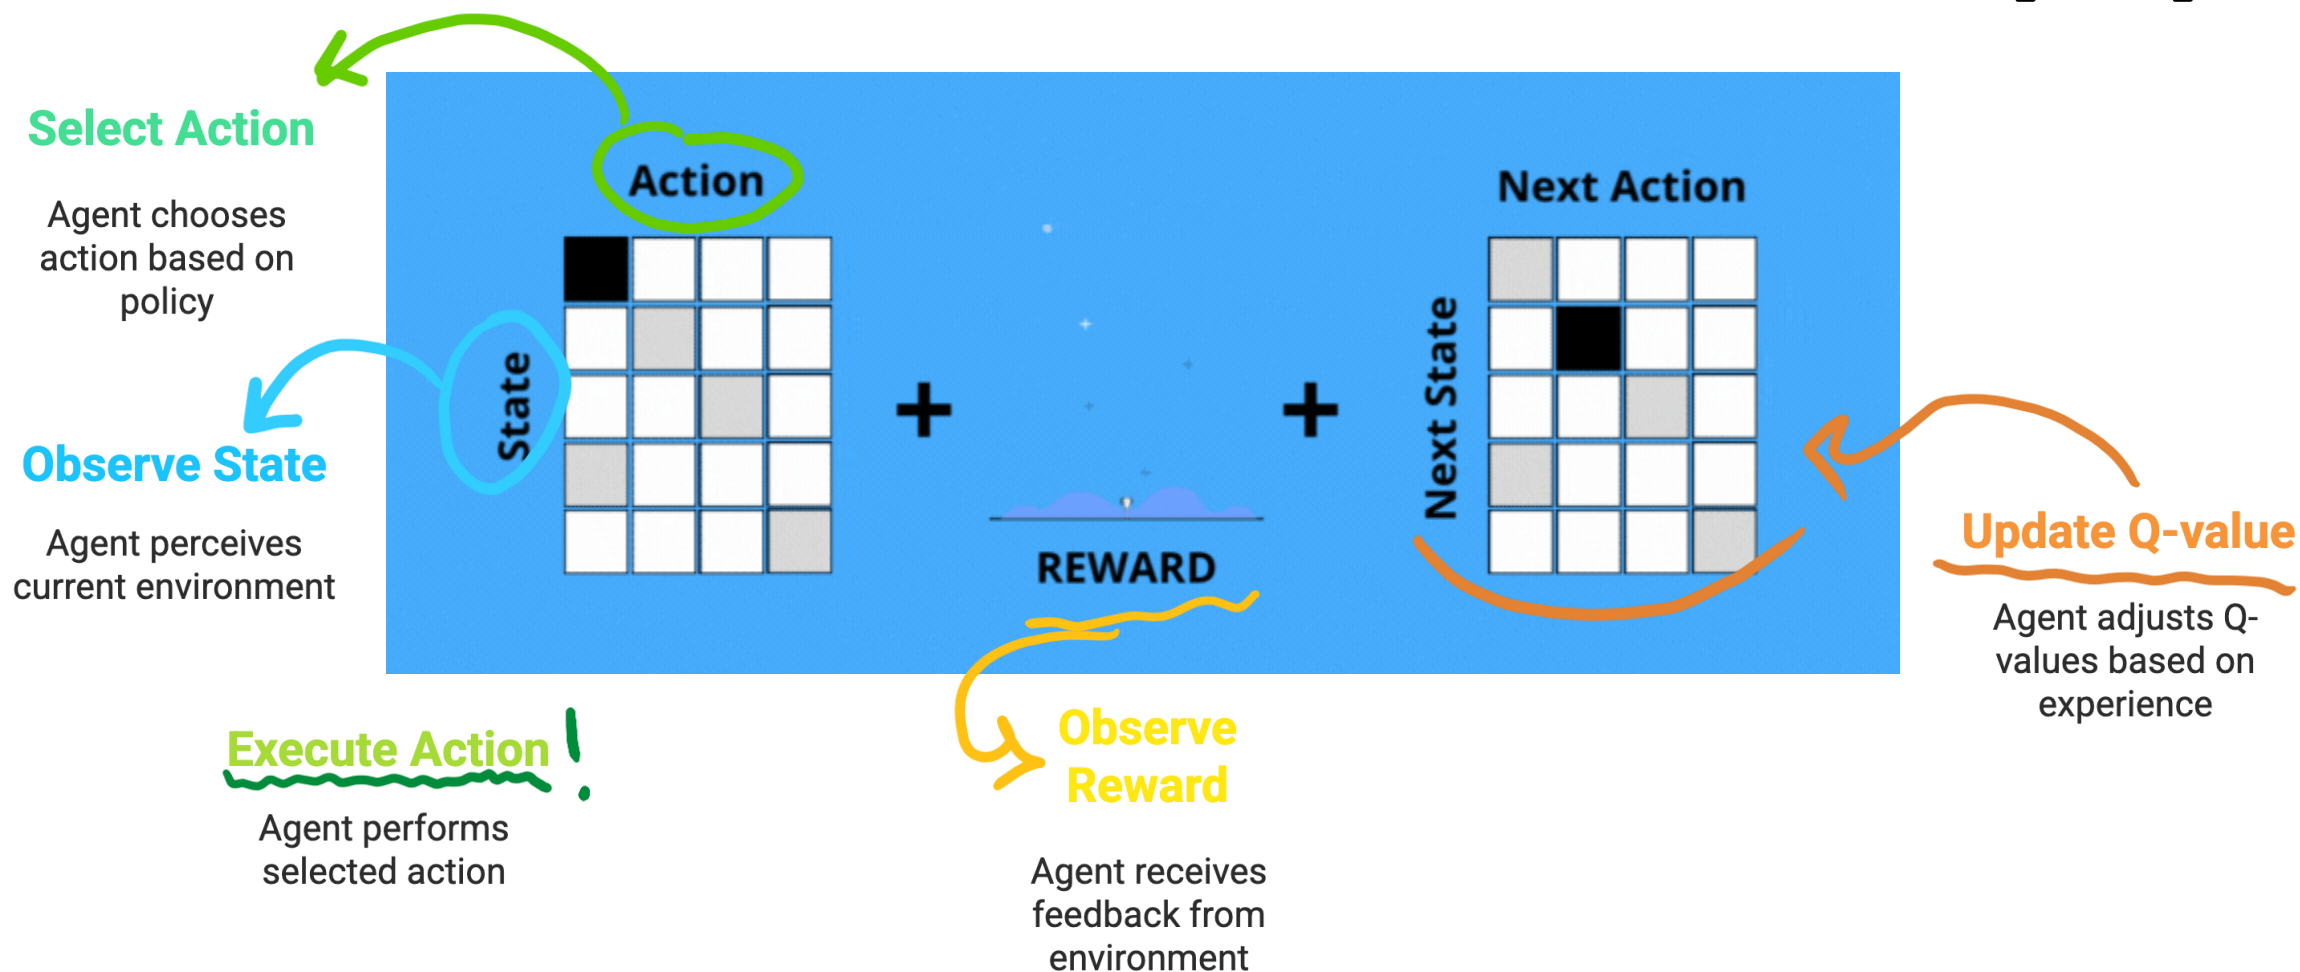 Select Action
Agent chooses
action based on
policy
Observe State
Agent perceives
current environment
Execute Action !
Agent performs
selected action
Action
State
+
REWARD
+
Next Action
Next State
Observe
Reward
Agent receives
feedback from
environment
Update Q-value
Agent adjusts Q-
values based on
experience